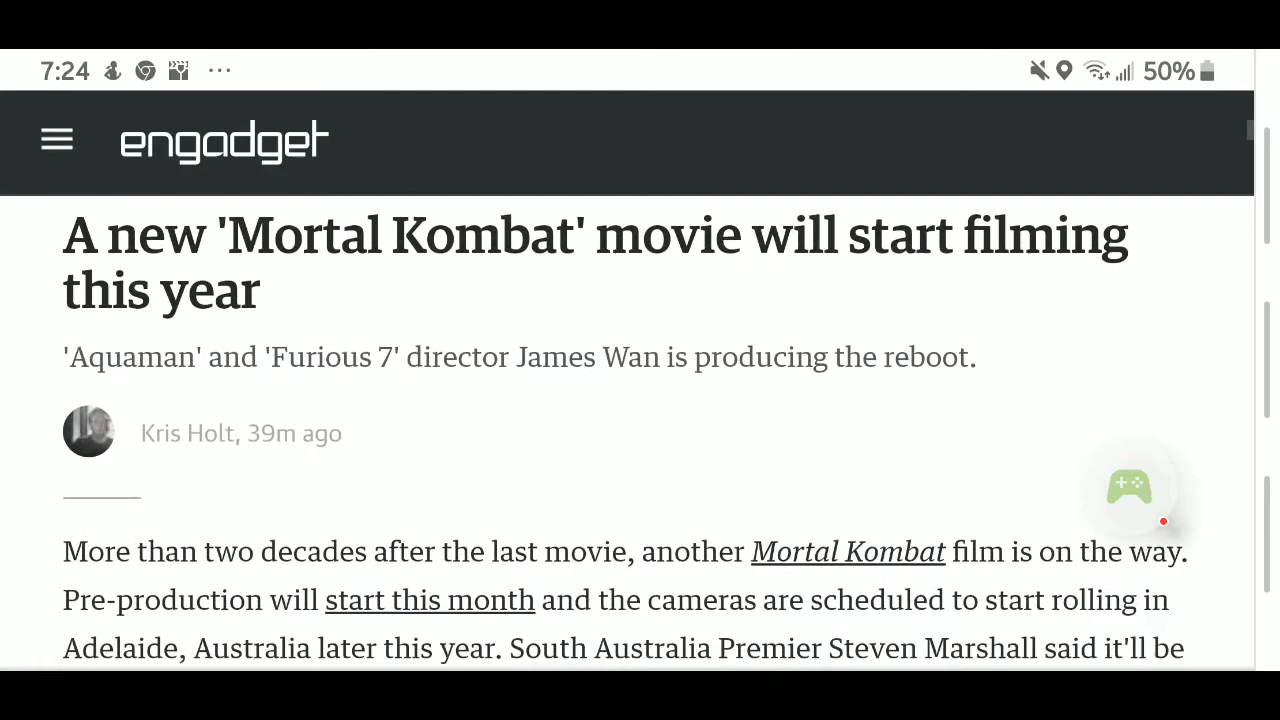 7:24 ... 50%
engadget
A new 'Mortal Kombat' movie will start filming
this year
'Aquaman' and 'Furious 7' director James Wan is producing the reboot.
Kris Holt, 39m ago
More than two decades after the last movie, another Mortal Kombat film is on the way.
Pre-production will start this month and the cameras are scheduled to start rolling in
Adelaide, Australia later this year. South Australia Premier Steven Marshall said it'll be